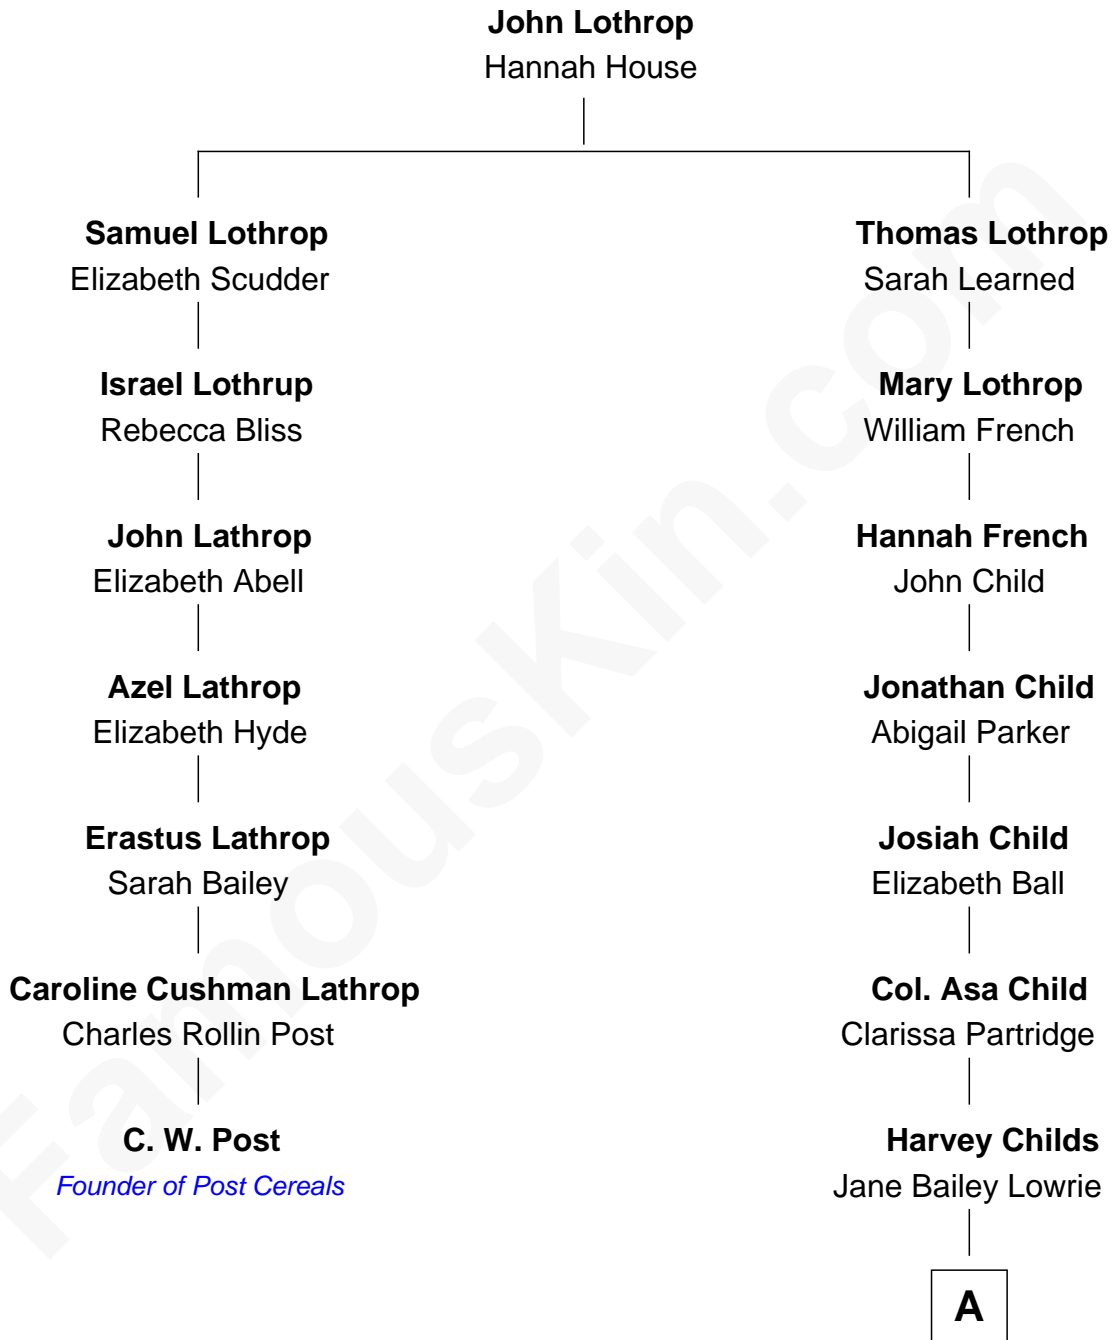 John Lothrop
Hannah House
Samuel Lothrop
Elizabeth Scudder
Israel Lothrup
Rebecca Bliss
John Lathrop
Elizabeth Abell
Azel Lathrop
Elizabeth Hyde
Erastus Lathrop
Sarah Bailey
Caroline Cushman Lathrop
Charles Rollin Post
C. W. Post
Founder of Post Cereals
Thomas Lothrop
Sarah Learned
Mary Lothrop
William French
Hannah French
John Child
Jonathan Child
Abigail Parker
Josiah Child
Elizabeth Ball
Col. Asa Child
Clarissa Partridge
Harvey Childs
Jane Bailey Lowrie
A
FamousKin.com